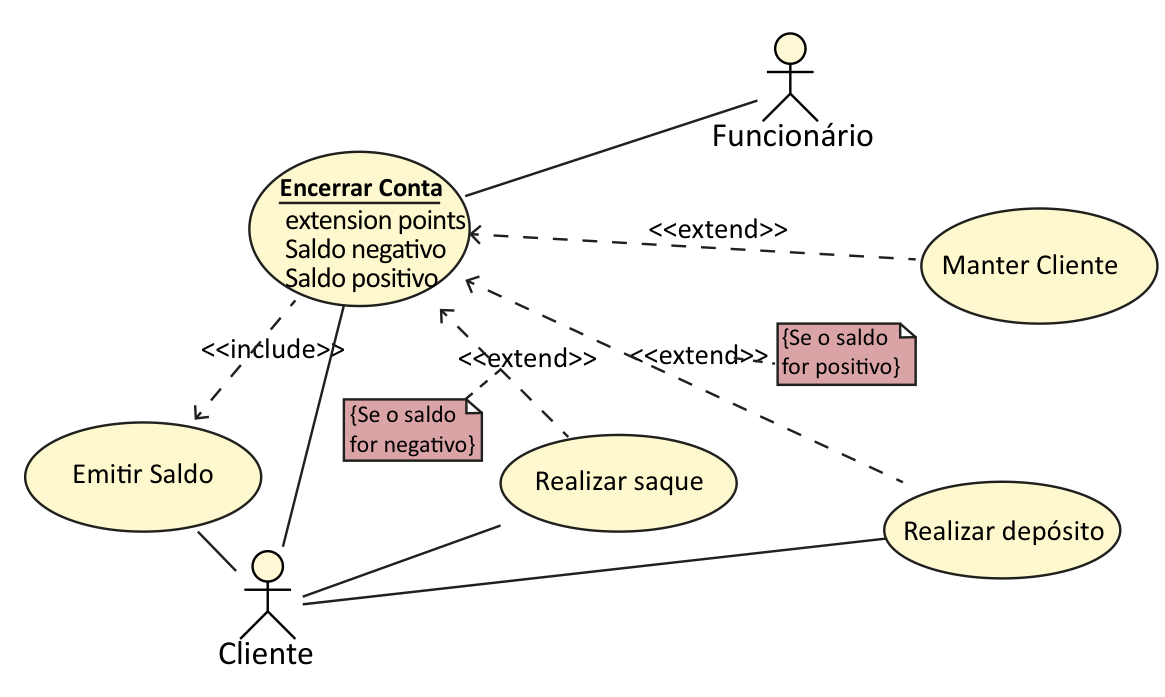 Funcionário
Encerrar Conta
extension points
Saldo negativo
Saldo positivo
<<extend>>
Manter Cliente
<<include>>
<<extend>>
<<extend>>
{Se o saldo
for positivo}
{Se o saldo
for negativo}
Emitir Saldo
Realizar saque
Realizar depósito
Cliente